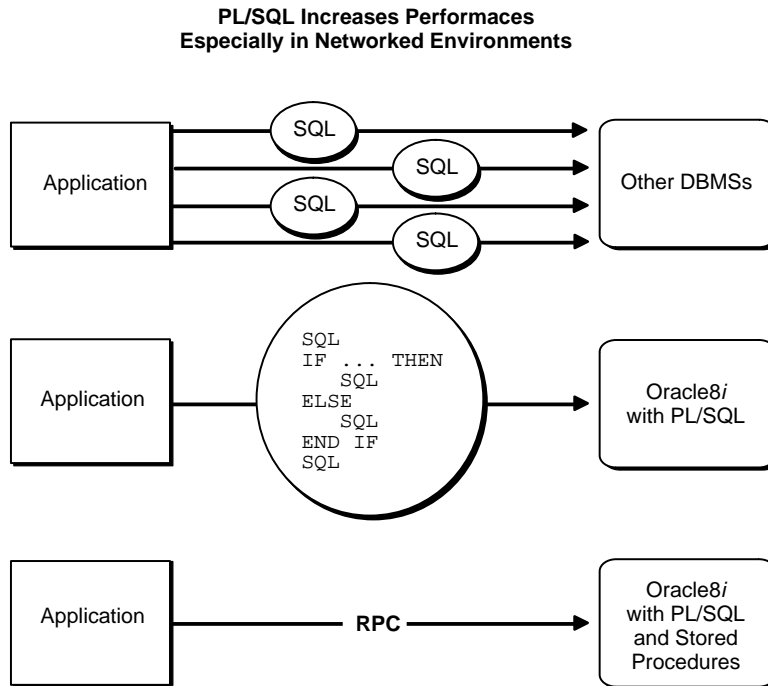 PL/SQL Increases Performaces
Especially in Networked Environments
Application
SQL
SQL
SQL
SQL
Other DBMSs
Application
SQL
IF ... THEN
SQL
ELSE
SQL
END IF
SQL
Oracle8i
with PL/SQL
Application
RPC
Oracle8i
with PL/SQL
and Stored
Procedures